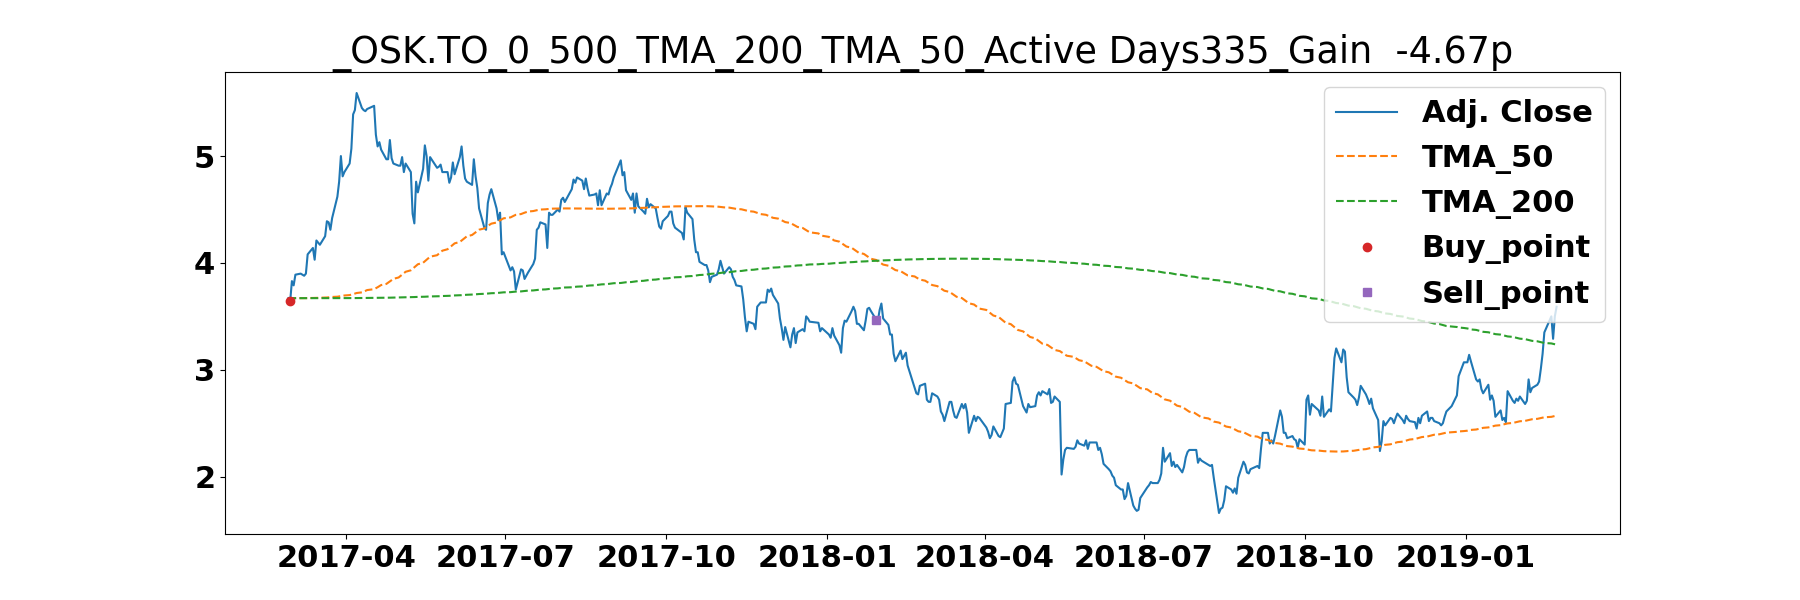 _OSK.TO_0_500_TMA_200_TMA_50_Active Days335_Gain  -4.67p
Adj. Close
TMA_50
TMA_200
Buy_point
Sell_point
5
4
3
2
2017-04 2017-07 2017-10 2018-01 2018-04 2018-07 2018-10 2019-01